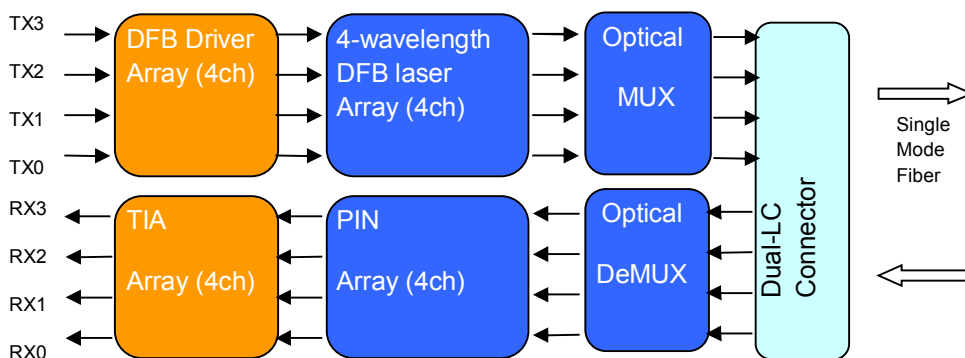 TX3
TX2
TX1
TX0
DFB Driver
Array (4ch)
4-wavelength
DFB laser
Array (4ch)
Optical
MUX
RX3
RX2
RX1
RX0
TIA
Array (4ch)
PIN
Array (4ch)
Optical
DeMUX
Dual-LC
Connector
Single
Mode
Fiber